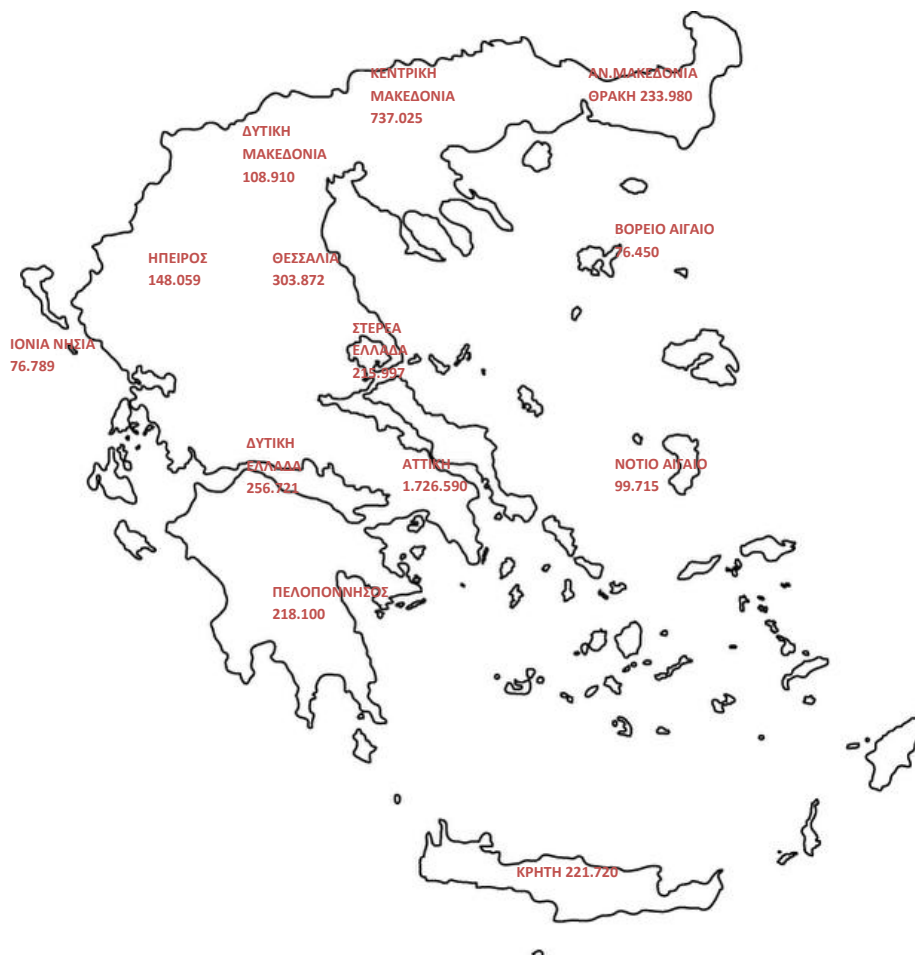 ΚΕΝΤΡΙΚΗ
ΜΑΚΕΔΟΝΙΑ
737.025
ΑΝ.ΜΑΚΕΔΟΝΙΑ
ΘΡΑΚΗ 233.980
ΔΥΤΙΚΗ
ΜΑΚΕΔΟΝΙΑ
108.910
ΒΟΡΕΙΟ ΑΙΓΑΙΟ
76.450
ΗΠΕΙΡΟΣ
148.059
ΘΕΣΣΑΛΙΑ
303.872
ΙΟΝΙΑ ΝΗΣΙΑ
76.789
ΣΤΕΡΕΑ
ΕΛΛΑΔΑ
215.997
ΔΥΤΙΚΗ
ΕΛΛΑΔΑ
256.721
ΑΤΤΙΚΗ
1.726.590
ΝΟΤΙΟ ΑΙΓΑΙΟ
99.715
ΠΕΛΟΠΟΝΝΗΣΟΣ
218.100
ΚΡΗΤΗ 221.720